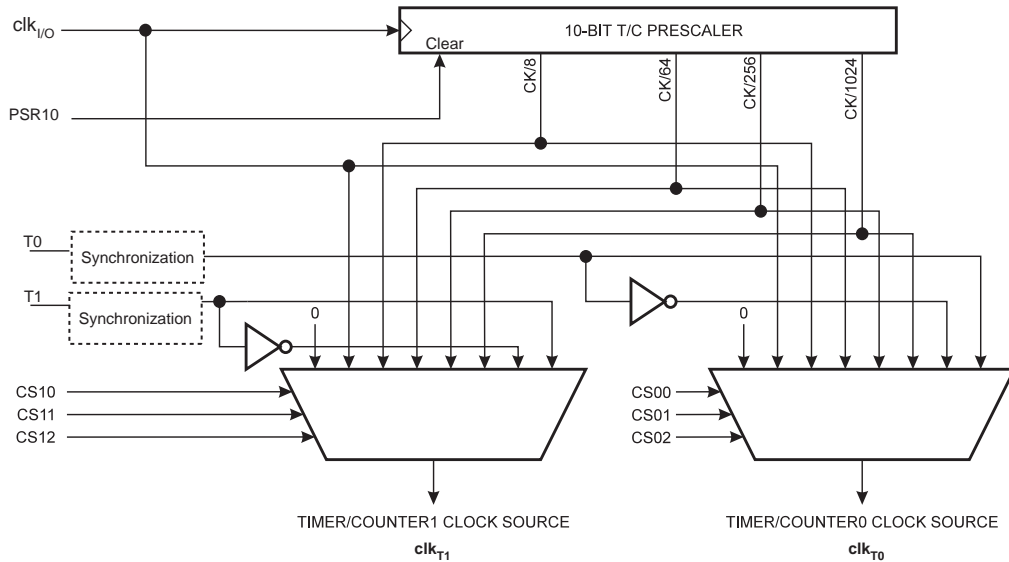 clkI/O
10-BIT T/C PRESCALER
Clear
CK/8
CK/64
CK/256
CK/1024
PSR10
T0
Synchronization
T1
Synchronization
0
0
CS10
CS11
CS12
CS00
CS01
CS02
TIMER/COUNTER1 CLOCK SOURCE
clkT1
TIMER/COUNTER0 CLOCK SOURCE
clkT0